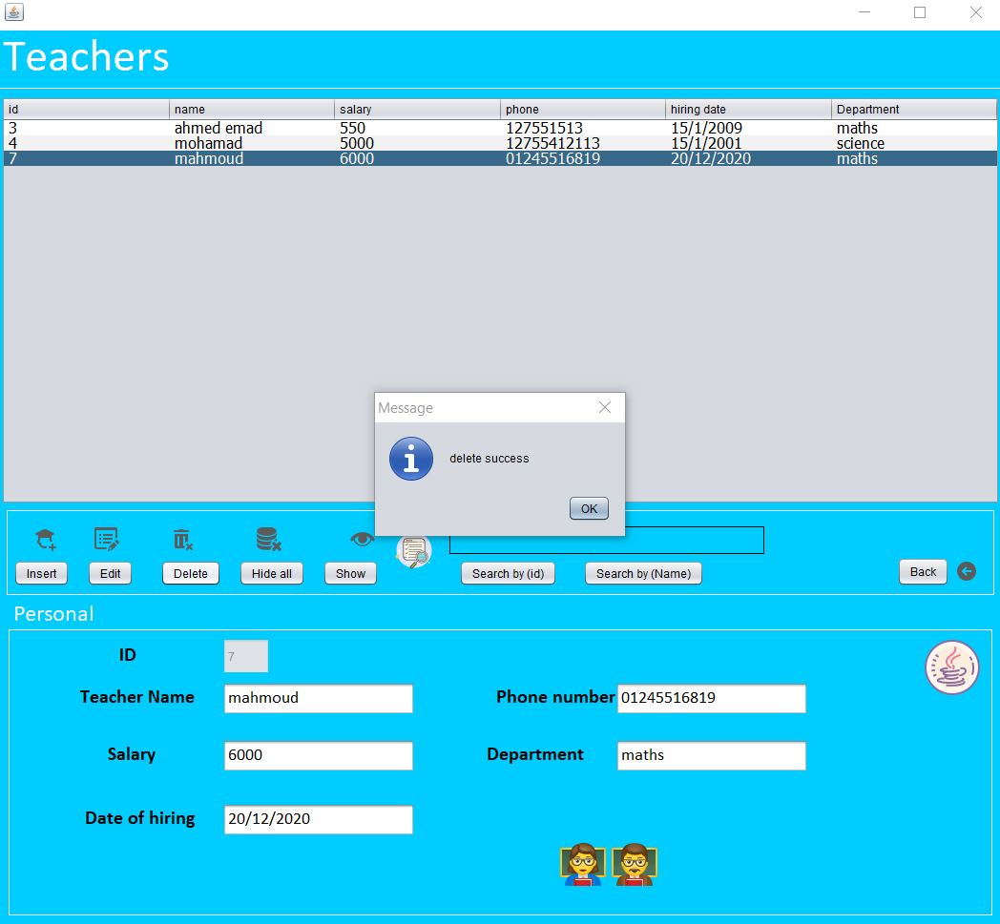 Teachers
id name salary phone hiring date Department
3 ahmed emad 550 127551513 15/1/2009 maths
4 mohamad 5000 12755412113 15/1/2001 science
7 mahmoud 6000 01245516819 20/12/2020 maths
Message
delete success
OK
Insert Edit Delete Hide all Show Search by (id) Search by (Name) Back
Personal
ID 7
Teacher Name mahmoud Phone number 01245516819
Salary 6000 Department maths
Date of hiring 20/12/2020